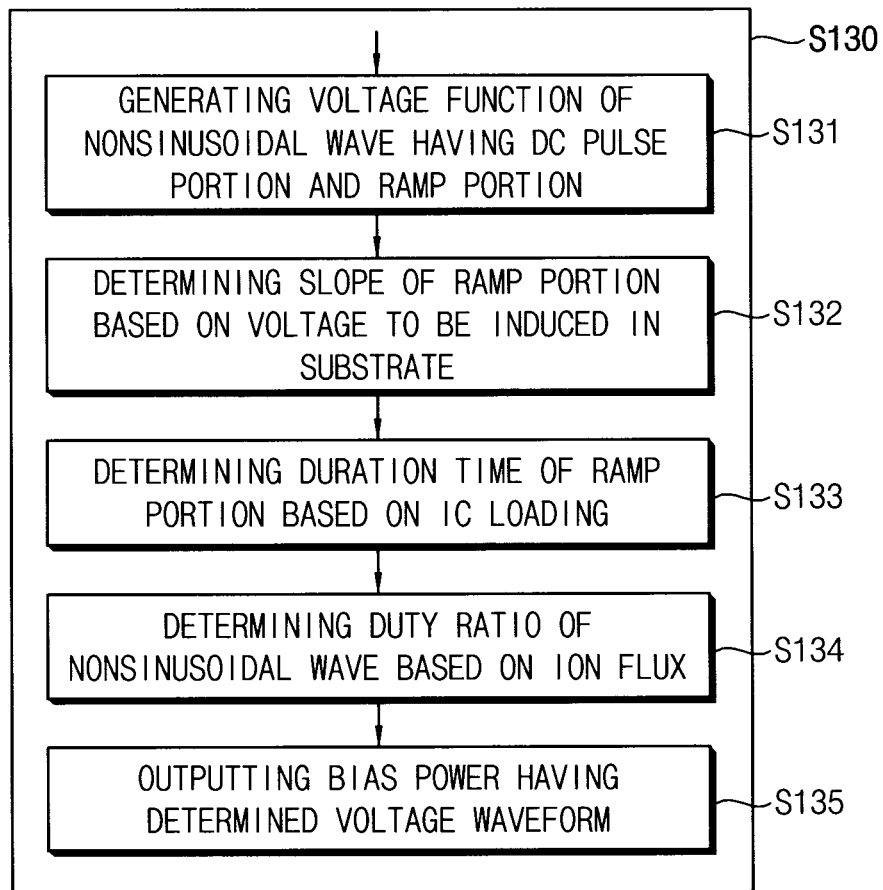 S130
GENERATING VOLTAGE FUNCTION OF
NONSINUSOIDAL WAVE HAVING DC PULSE
PORTION AND RAMP PORTION
S131
DETERMINING SLOPE OF RAMP PORTION
BASED ON VOLTAGE TO BE INDUCED IN
SUBSTRATE
S132
DETERMINING DURATION TIME OF RAMP
PORTION BASED ON IC LOADING
S133
DETERMINING DUTY RATIO OF
NONSINUSOIDAL WAVE BASED ON ION FLUX
S134
OUTPUTTING BIAS POWER HAVING
DETERMINED VOLTAGE WAVEFORM
S135